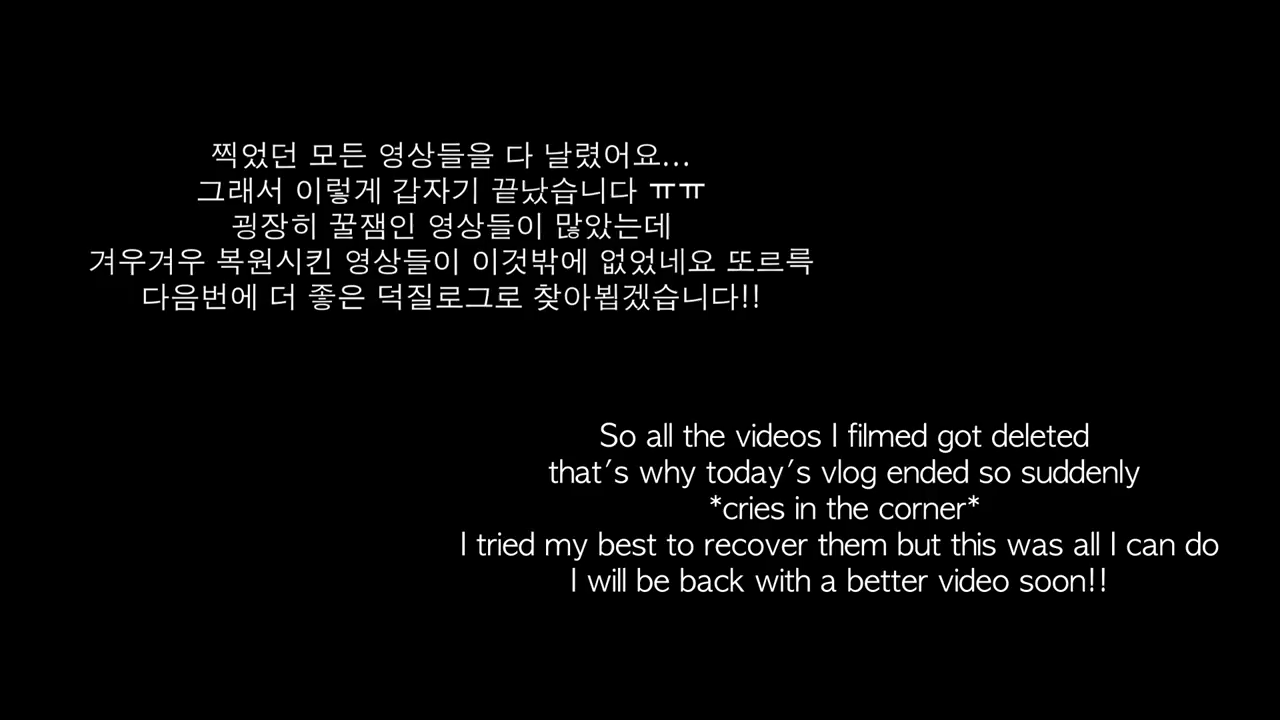 찍었던 모든 영상들을 다 날렸어요...
그래서 이렇게 갑자기 끝났습니다 ㅠㅠ
굉장히 꿀잼인 영상들이 많았는데
겨우겨우 복원시킨 영상들이 이것밖에 없었네요 또르륵
다음번에 더 좋은 덕질로그로 찾아뵙겠습니다!!
So all the videos I filmed got deleted
that's why today's vlog ended so suddenly
*cries in the corner*
I tried my best to recover them but this was all I can do
I will be back with a better video soon!!